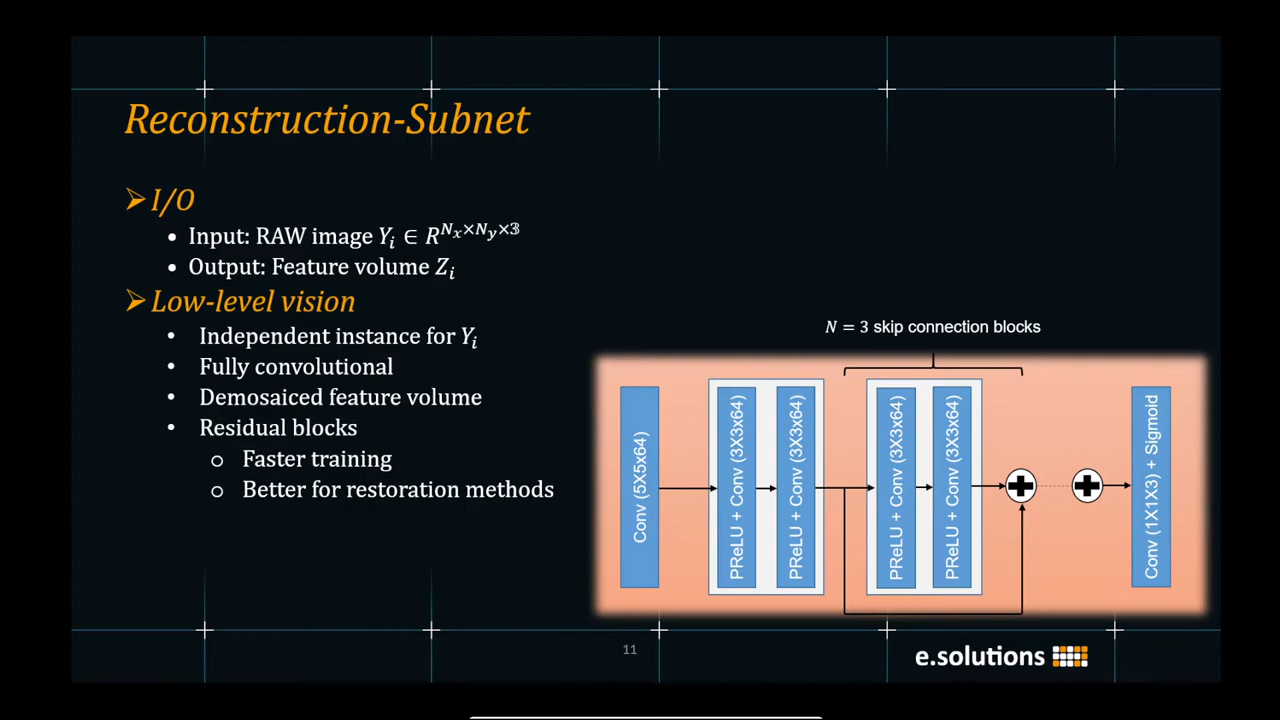 Reconstruction-Subnet
➢ I/O
• Input: RAW image Yᵢ ∈ R^{Nₓ×Nᵧ×3}
• Output: Feature volume Zᵢ
➢ Low-level vision
• Independent instance for Yᵢ
• Fully convolutional
• Demosaiced feature volume
• Residual blocks
o Faster training
o Better for restoration methods
N = 3 skip connection blocks
Conv (5X5x64)
PReLU + Conv (3X3x64)
PReLU + Conv (3X3x64)
PReLU + Conv (3X3x64)
PReLU + Conv (3X3x64)
Conv (1X1X3) + Sigmoid
11
e.solutions